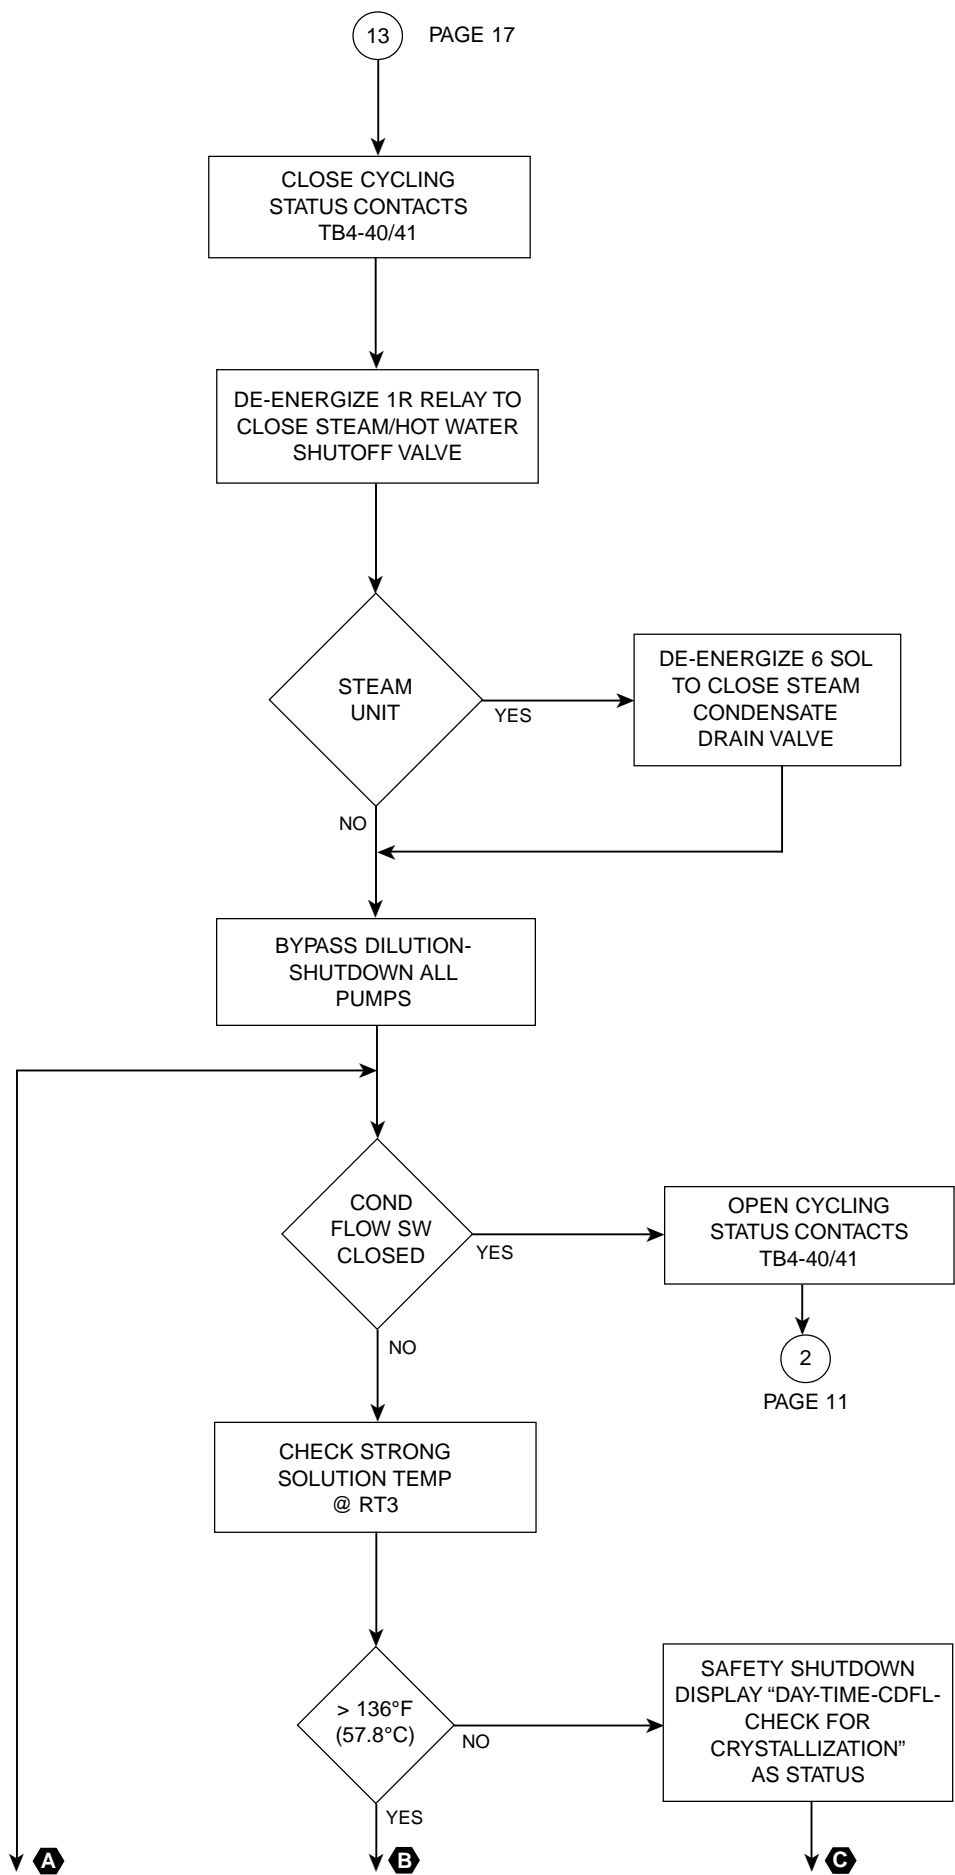 13 PAGE 17
CLOSE CYCLING
STATUS CONTACTS
TB4-40/41
DE-ENERGIZE 1R RELAY TO
CLOSE STEAM/HOT WATER
SHUTOFF VALVE
STEAM
UNIT
YES
DE-ENERGIZE 6 SOL
TO CLOSE STEAM
CONDENSATE
DRAIN VALVE
NO
BYPASS DILUTION-
SHUTDOWN ALL
PUMPS
COND
FLOW SW
CLOSED
YES
OPEN CYCLING
STATUS CONTACTS
TB4-40/41
2
PAGE 11
NO
CHECK STRONG
SOLUTION TEMP
@ RT3
> 136°F
(57.8°C)
NO
SAFETY SHUTDOWN
DISPLAY “DAY-TIME-CDFL-
CHECK FOR
CRYSTALLIZATION”
AS STATUS
YES
A
B
C